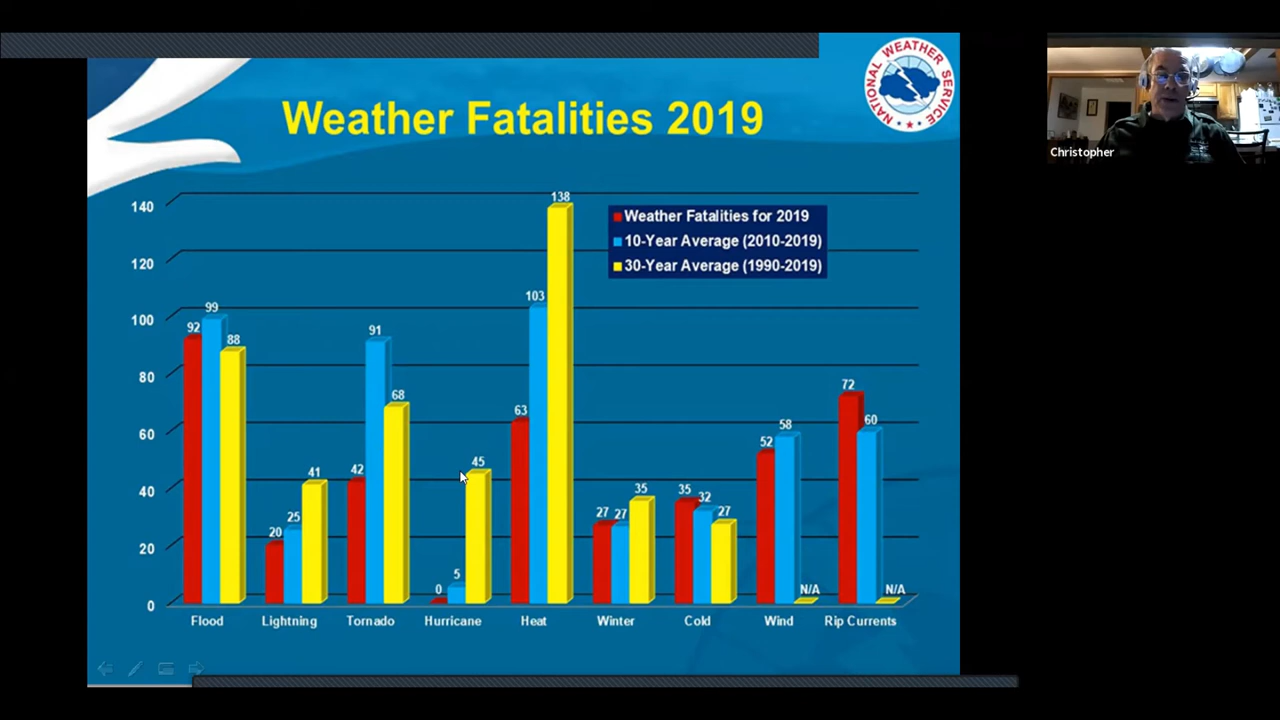 NATIONAL WEATHER SERVICE
Weather Fatalities 2019
Christopher
140
120
100
80
60
40
20
0
Weather Fatalities for 2019
10-Year Average (2010-2019)
30-Year Average (1990-2019)
92 99 88
20 25 41
42 91 68
0 5 45
63 103 138
27 27 35
35 32 27
52 58 N/A
72 60 N/A
Flood Lightning Tornado Hurricane Heat Winter Cold Wind Rip Currents